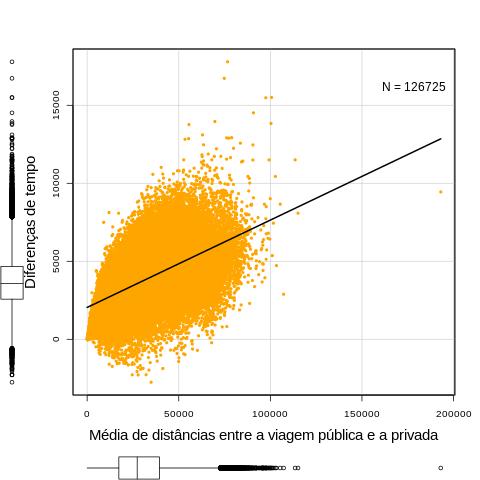 N = 126725
Diferenças de tempo
15000
10000
5000
0
0 50000 100000 150000 200000
Média de distâncias entre a viagem pública e a privada